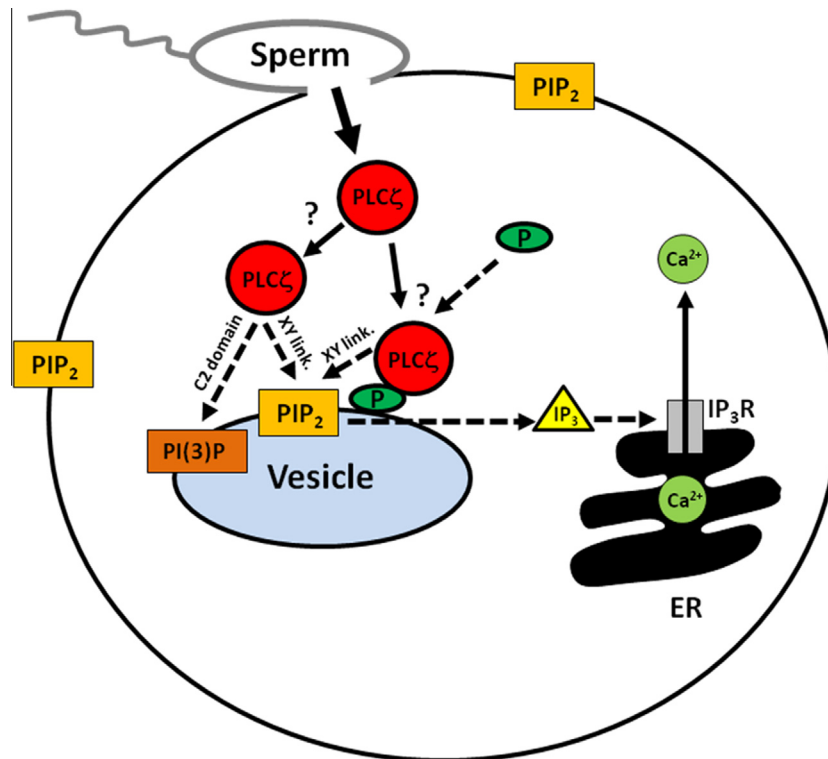 Sperm
PIP₂
PLCζ
?
P
PLCζ
Ca²⁺
?
XY link.
XY link.
C2 domain
PLCζ
PIP₂
P
PIP₂
IP₃
IP₃R
PI(3)P
Vesicle
Ca²⁺
ER